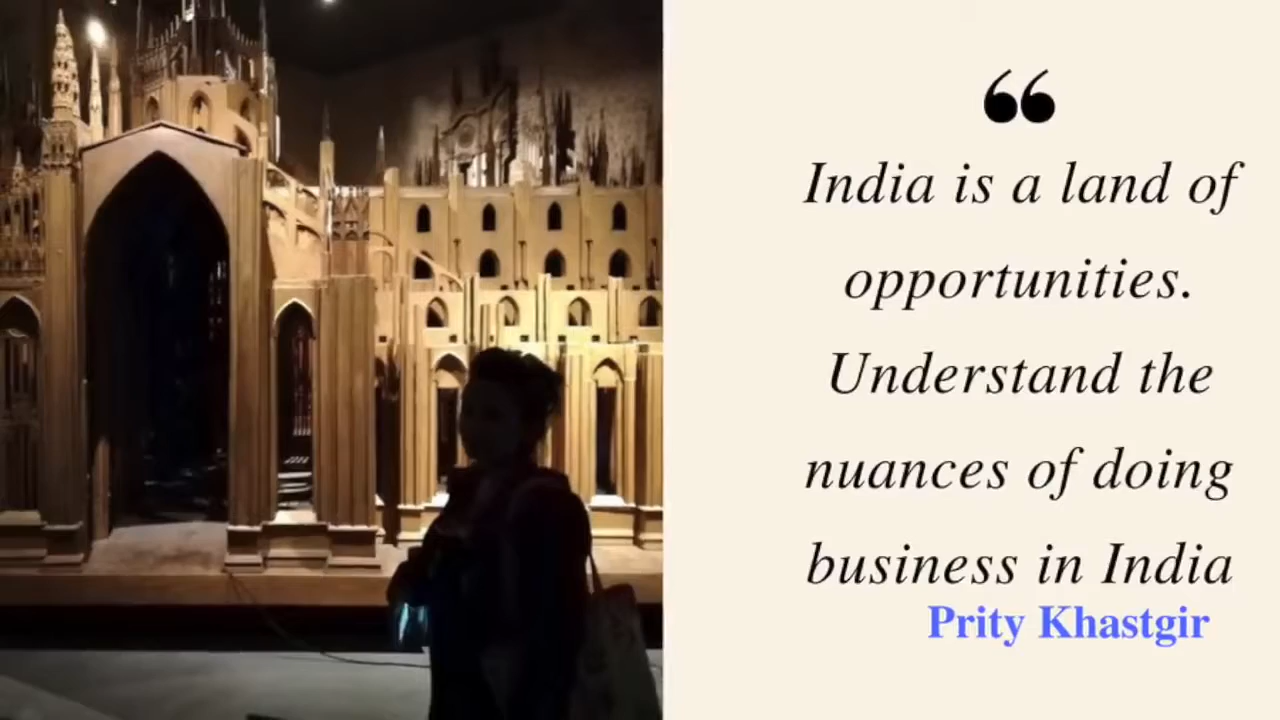 ❝
India is a land of
opportunities.
Understand the
nuances of doing
business in India
Prity Khastgir